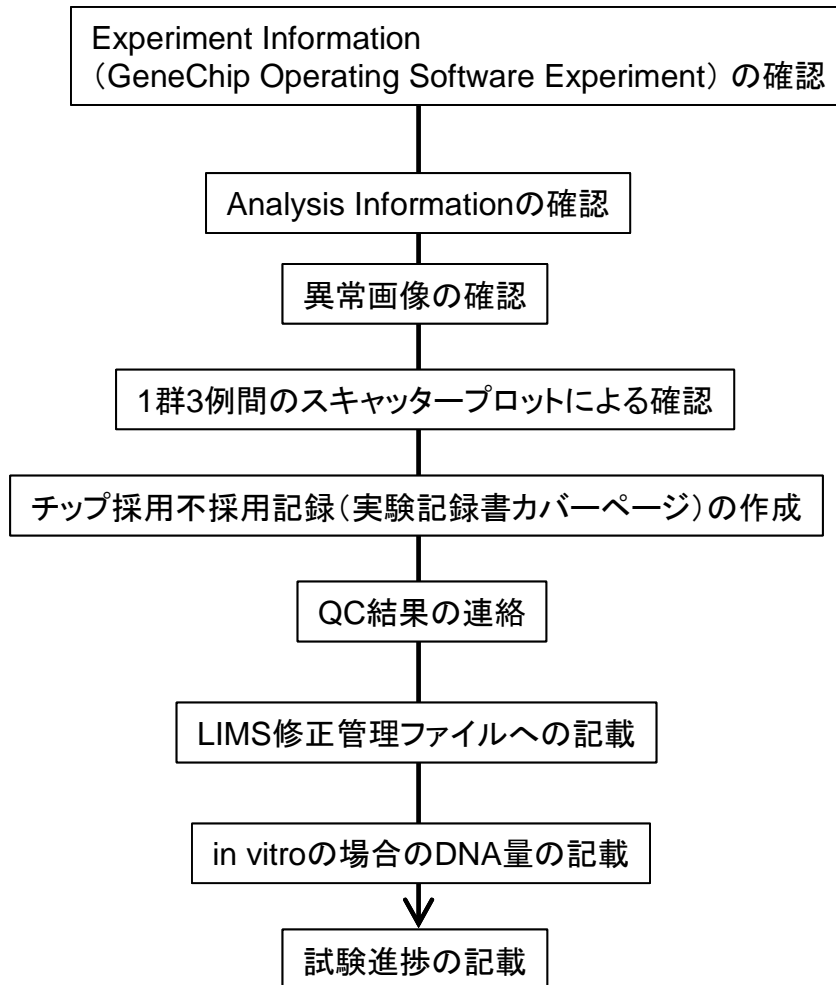 Experiment Information
（GeneChip Operating Software Experiment）の確認
Analysis Informationの確認
異常画像の確認
1群3例間のスキャッタープロットによる確認
チップ採用不採用記録（実験記録書カバーページ）の作成
QC結果の連絡
LIMS修正管理ファイルへの記載
in vitroの場合のDNA量の記載
試験進捗の記載